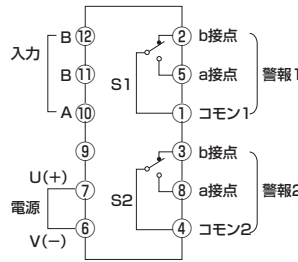 入力
B ⑫
B ⑪
A ⑩
⑨
U(+) ⑦
電源
V(−) ⑥
S1
② b接点
⑤ a接点
① コモン1
警報1
S2
③ b接点
⑧ a接点
④ コモン2
警報2